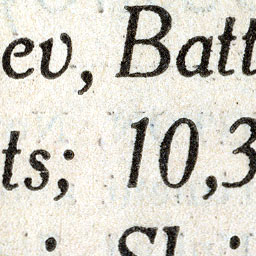 ev, Batt
ts; 10,3